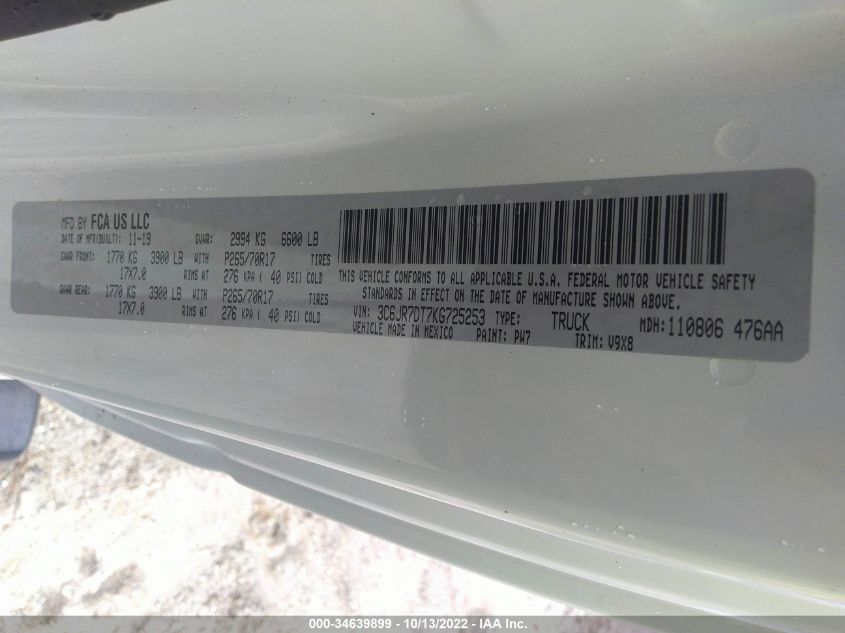 MFD BY FCA US LLC
DATE OF MFR(BUILT): 11-19 GVWR: 2994 KG 6600 LB
GAWR FRONT: 1770 KG 3900 LB WITH P265/70R17 TIRES
17X7.0 RIMS AT 276 KPA ( 40 PSI) COLD
GAWR REAR: 1770 KG 3900 LB WITH P265/70R17 TIRES
17X7.0 RIMS AT 276 KPA ( 40 PSI) COLD
THIS VEHICLE CONFORMS TO ALL APPLICABLE U.S.A. FEDERAL MOTOR VEHICLE SAFETY
STANDARDS IN EFFECT ON THE DATE OF MANUFACTURE SHOWN ABOVE.
VIN: 3C6JR7DT7KG725253 TYPE: TRUCK MDH: 110806 476AA
VEHICLE MADE IN MEXICO PAINT: PW7 TRIM: V9X8
000-34639899 - 10/13/2022 - IAA Inc.